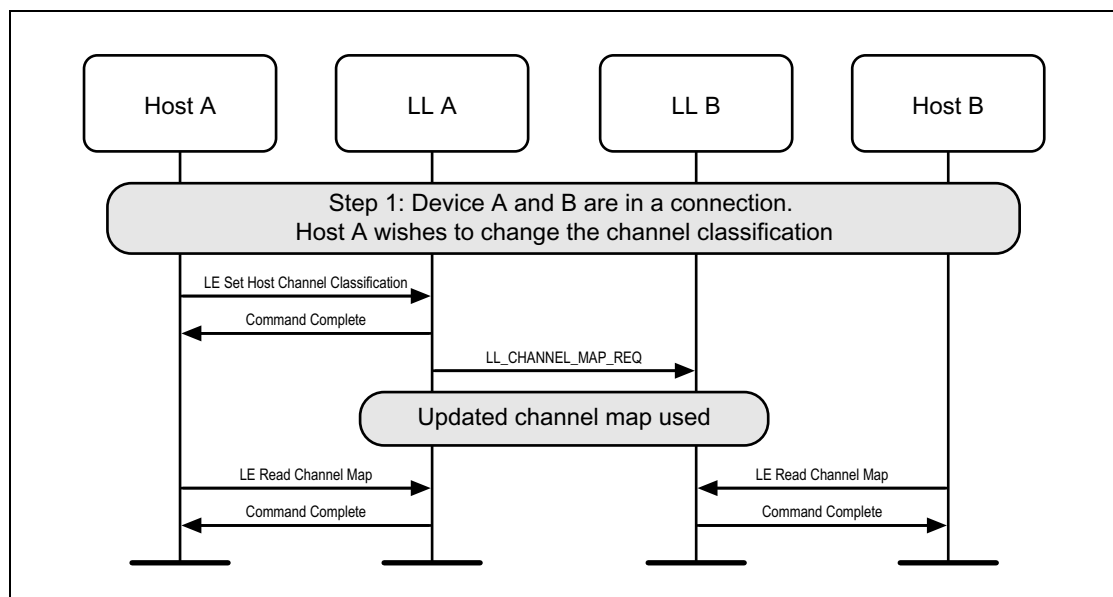 Host A
LL A
LL B
Host B
Step 1: Device A and B are in a connection.
Host A wishes to change the channel classification
LE Set Host Channel Classification
Command Complete
LL_CHANNEL_MAP_REQ
Updated channel map used
LE Read Channel Map
LE Read Channel Map
Command Complete
Command Complete